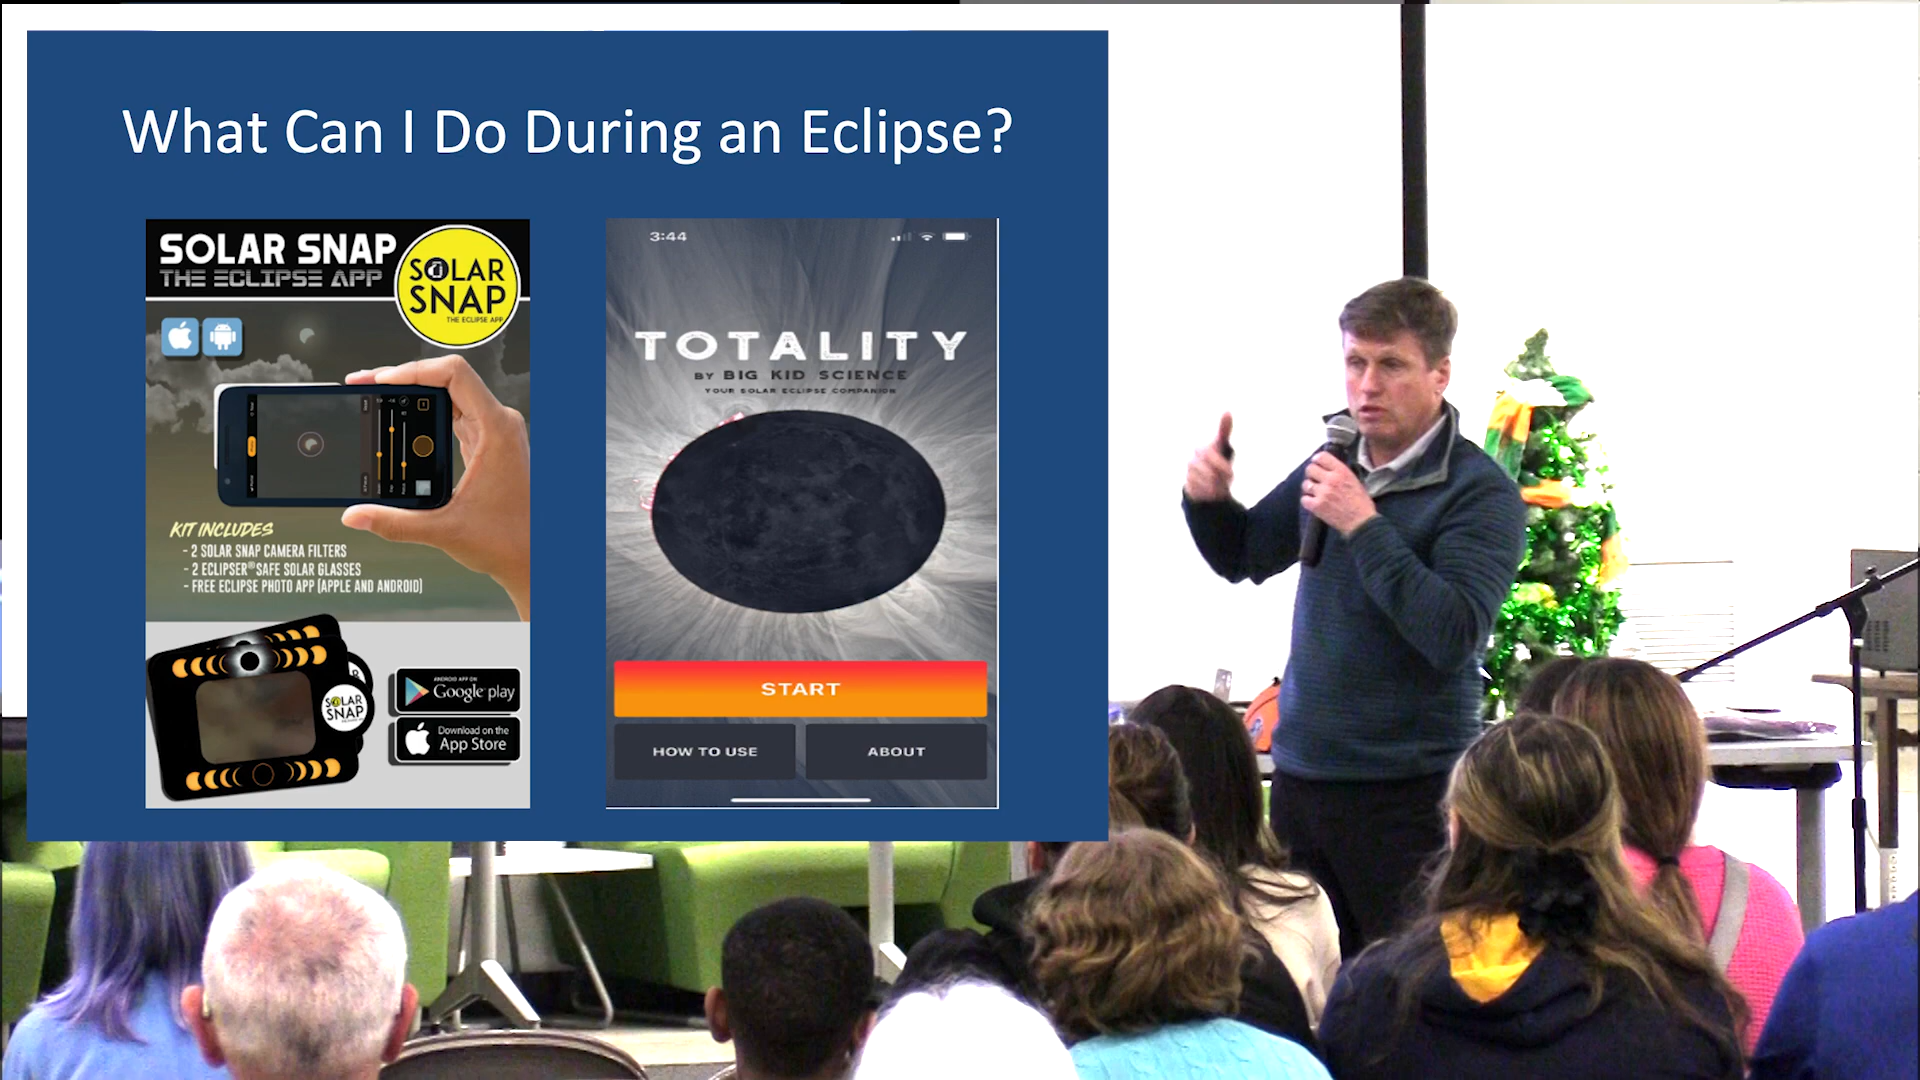 What Can I Do During an Eclipse?
SOLAR SNAP
THE ECLIPSE APP
SOLAR
SNAP
THE ECLIPSE APP
KIT INCLUDES
- 2 SOLAR SNAP CAMERA FILTERS
- 2 ECLIPSER® SAFE SOLAR GLASSES
- FREE ECLIPSE PHOTO APP (APPLE AND ANDROID)
SOLAR
SNAP
ANDROID APP ON
Google play
Download on the
App Store
3:44
TOTALITY
BY BIG KID SCIENCE
YOUR SOLAR ECLIPSE COMPANION
START
HOW TO USE
ABOUT